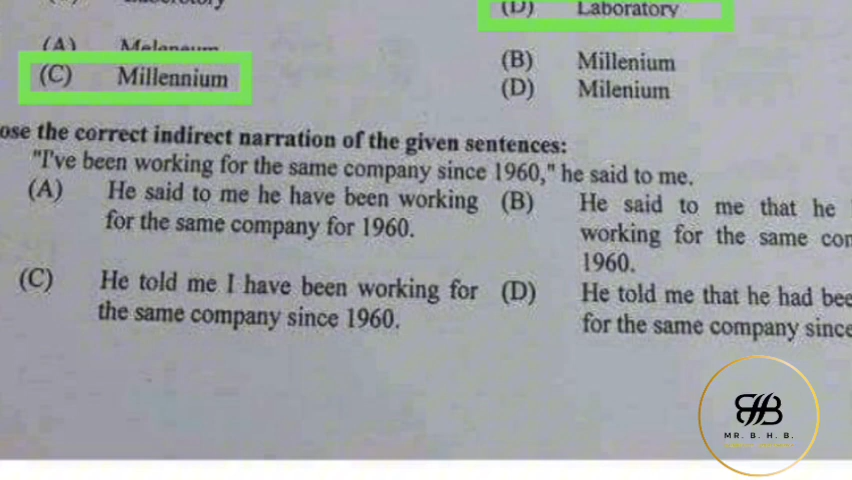 (D) Laboratory
(A)
(C) Millennium
(B) Millenium
(D) Milenium
ose the correct indirect narration of the given sentences:
"I've been working for the same company since 1960," he said to me.
(A) He said to me he have been working
for the same company for 1960.
(B) He said to me that he
working for the same com
1960.
(C) He told me I have been working for
the same company since 1960.
(D) He told me that he had bee
for the same company since
MR. B. H. B.